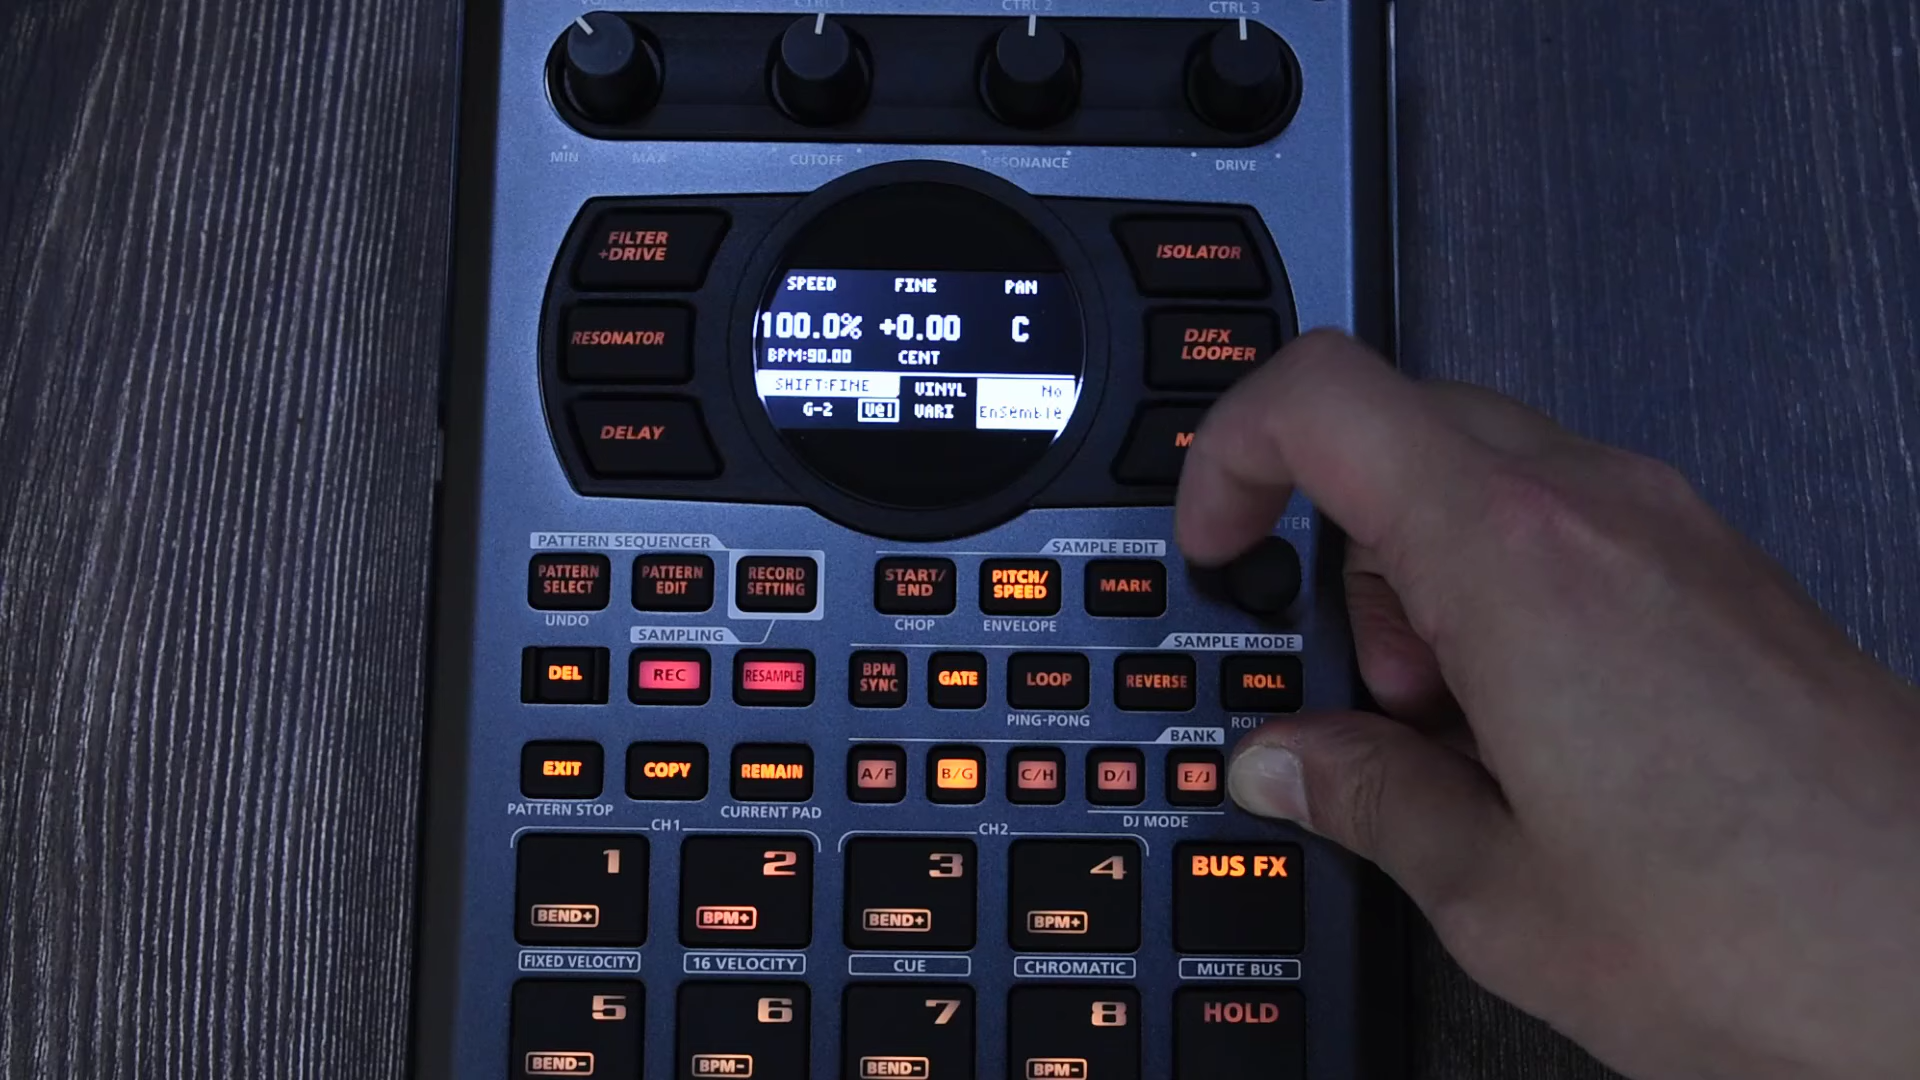 CTRL 1 CTRL 2 CTRL 3
MIN MAX CUTOFF RESONANCE DRIVE
FILTER
+DRIVE
RESONATOR
DELAY
SPEED FINE PAN
100.0% +0.00 C
BPM:90.00 CENT
SHIFT:FINE VINYL No
G-2 Vel VARI Ensemble
ISOLATOR
DJFX
LOOPER
PATTERN SEQUENCER
PATTERN
SELECT
PATTERN
EDIT
RECORD
SETTING
UNDO
SAMPLE EDIT
START/
END
PITCH/
SPEED
MARK
CHOP ENVELOPE
SAMPLING
DEL REC RESAMPLE
SAMPLE MODE
BPM
SYNC
GATE LOOP REVERSE ROLL
PING-PONG
EXIT COPY REMAIN
PATTERN STOP CURRENT PAD
BANK
A/F B/G C/H D/I E/J
DJ MODE
CH1 CH2
1 2 3 4 BUS FX
BEND+ BPM+ BEND+ BPM+
FIXED VELOCITY 16 VELOCITY CUE CHROMATIC MUTE BUS
5 6 7 8 HOLD
BEND- BPM- BEND- BPM-